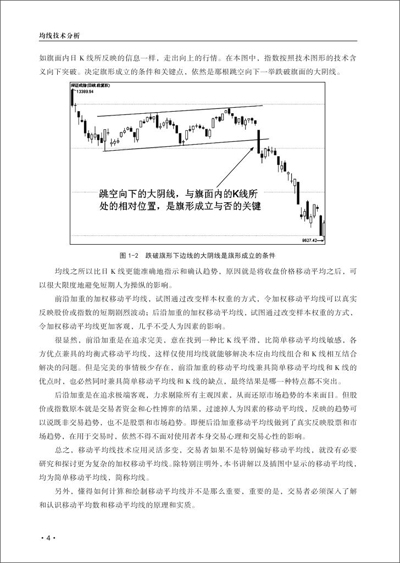 均线技术分析
如旗面内日 K 线所反映的信息一样，走出向上的行情。在本图中，指数按照技术图形的技术含
义向下突破。决定旗形成立的条件和关键点，依然是那根跳空向下一举跌破旗面的大阴线。
13389.84
跳空向下的大阴线，与旗面内的K线所
处的相对位置，是旗形成立与否的关键
9627.43
图 1-2 跌破旗形下边线的大阴线是旗形成立的条件
均线之所以比日 K 线更能准确地指示和确认趋势，原因就是将收盘价格移动平均之后，可
以很大限度地避免短期人为操纵的影响。
前沿加重的加权移动平均线，试图通过改变样本权重的方式，令加权移动平均线可以真实
反映股价或指数的短期剧烈波动；后沿加重的加权移动平均线，试图通过改变样本权重的方式，
令加权移动平均线更加客观，几乎不受人为因素的影响。
很显然，前沿加重是在追求完美，意在找到一种比 K 线平滑，比简单移动平均线敏感，各
方优点兼具的均衡式移动平均线，这样仅使用均线就能够解决本应由均线组合和 K 线相互结合
解决的问题。但是完美的事情极少存在，前沿加重的移动平均线兼具简单移动平均线和 K 线的
优点时，也必然同时兼具简单移动平均线和 K 线的缺点，最终结果是哪一种特点都不突出。
后沿加重是在追求极端客观，力求剔除所有主观因素，从而还原市场趋势的本来面目。但股
价或指数原本就是交易者资金和心性博弈的结果，过滤掉人为因素的移动平均线，反映的趋势可
以说既非交易趋势，也不是股票和市场趋势。即便后沿加重移动平均线做到了真实反映股票和市
场趋势，在用于交易时，依然不得不面对使用者本身交易心理和交易心性的影响。
总之，移动平均线技术应用灵活多变，交易者如果不是特别偏好移动平均线，就没有必要
研究和探讨更为复杂的加权移动平均线。除特别注明外，本书讲解以及插图中显示的移动平均线，
均为简单移动平均线，简称均线。
另外，懂得如何计算和绘制移动平均线并不是那么重要，重要的是，交易者必须深入了解
和认识移动平均数和移动平均线的原理和实质。
· 4 ·